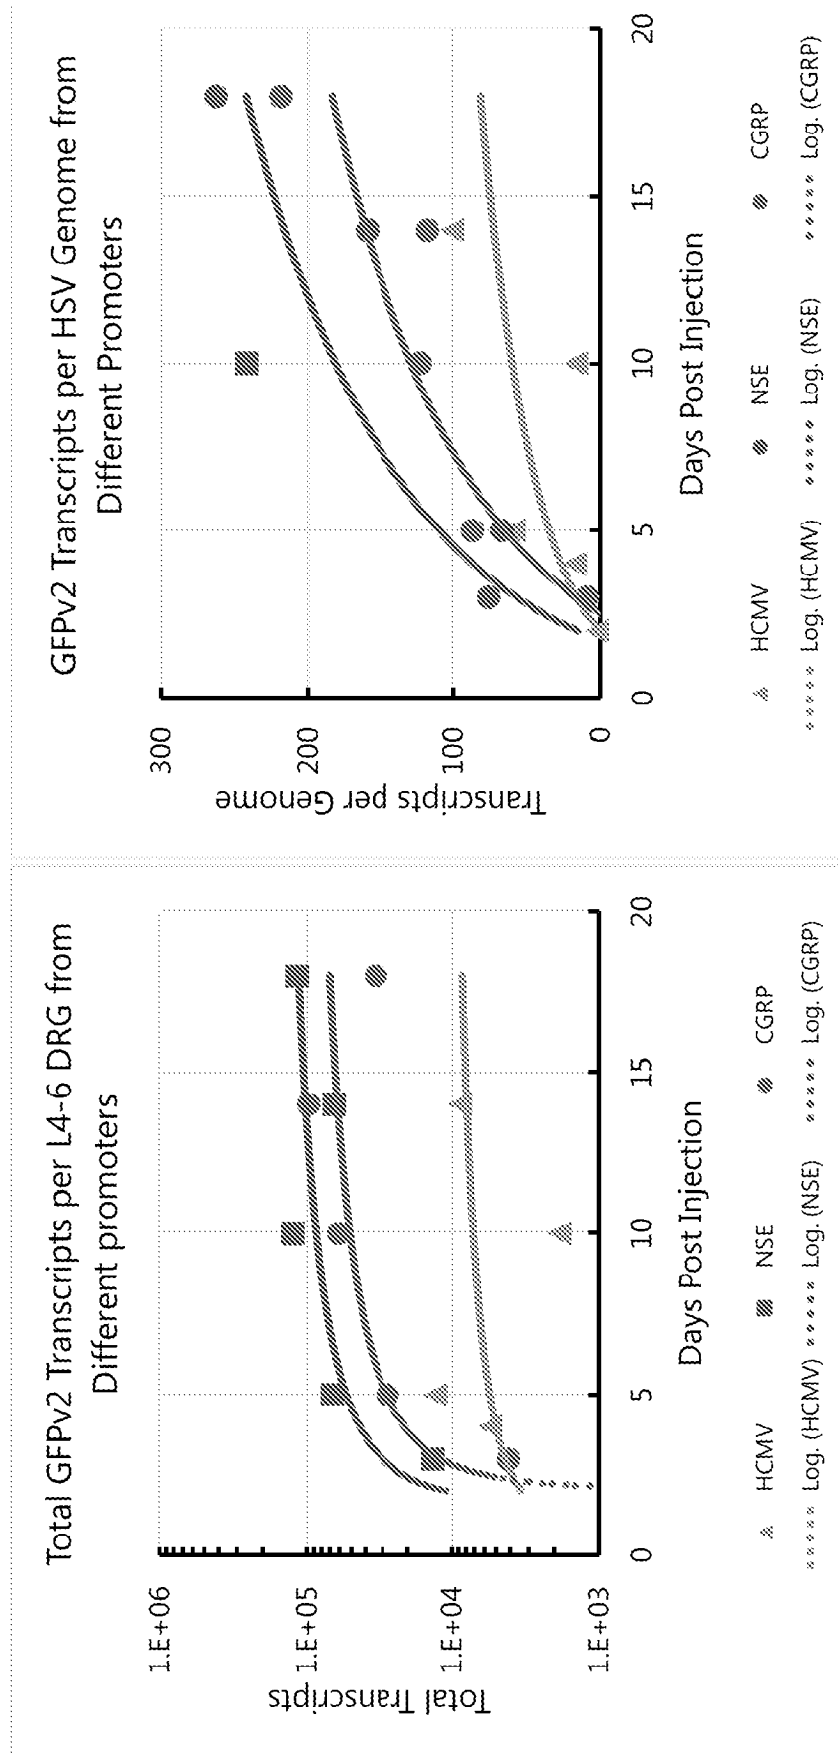 Total GFPv2 Transcripts per L4-6 DRG from
Different promoters
Total Transcripts
1.E+06
1.E+05
1.E+04
1.E+03
0
5
10
15
20
Days Post Injection
HCMV
NSE
CGRP
Log. (HCMV)
Log. (NSE)
Log. (CGRP)
GFPv2 Transcripts per HSV Genome from
Different Promoters
Transcripts per Genome
300
200
100
0
0
5
10
15
20
Days Post Injection
HCMV
NSE
CGRP
Log. (HCMV)
Log. (NSE)
Log. (CGRP)